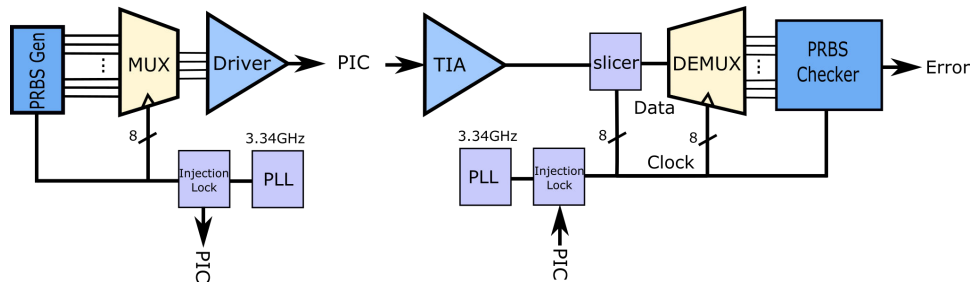 PRBS Gen
MUX
Driver
PIC
TIA
slicer
DEMUX
PRBS
Checker
Error
Data
8
3.34GHz
8
8
3.34GHz
Clock
Injection
Lock
PLL
PLL
Injection
Lock
PIC
PIC